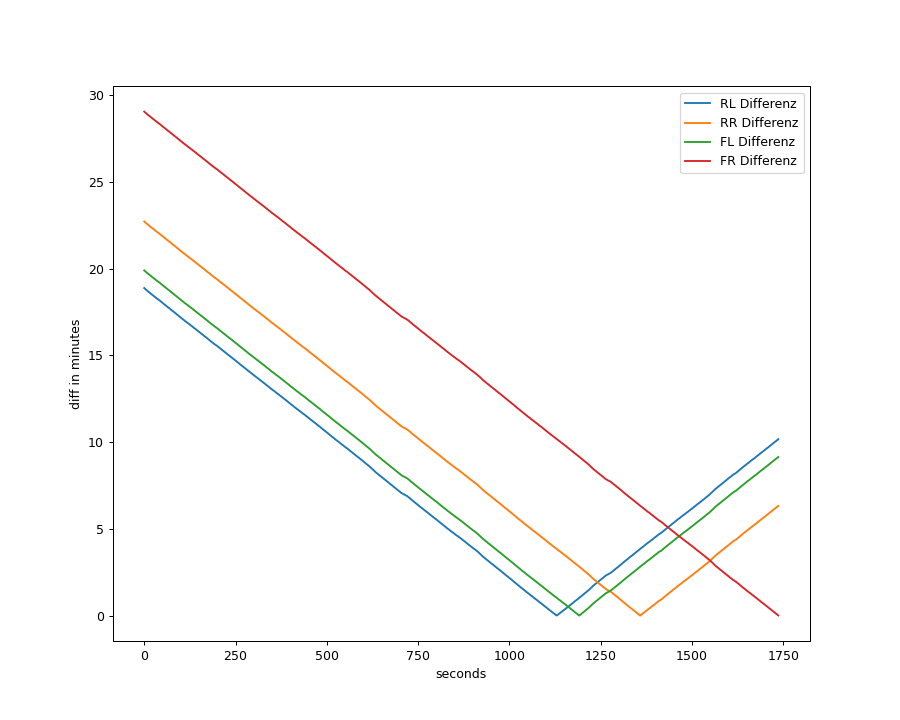 RL Differenz
RR Differenz
FL Differenz
FR Differenz
30
25
20
15
10
5
0
diff in minutes
0 250 500 750 1000 1250 1500 1750
seconds